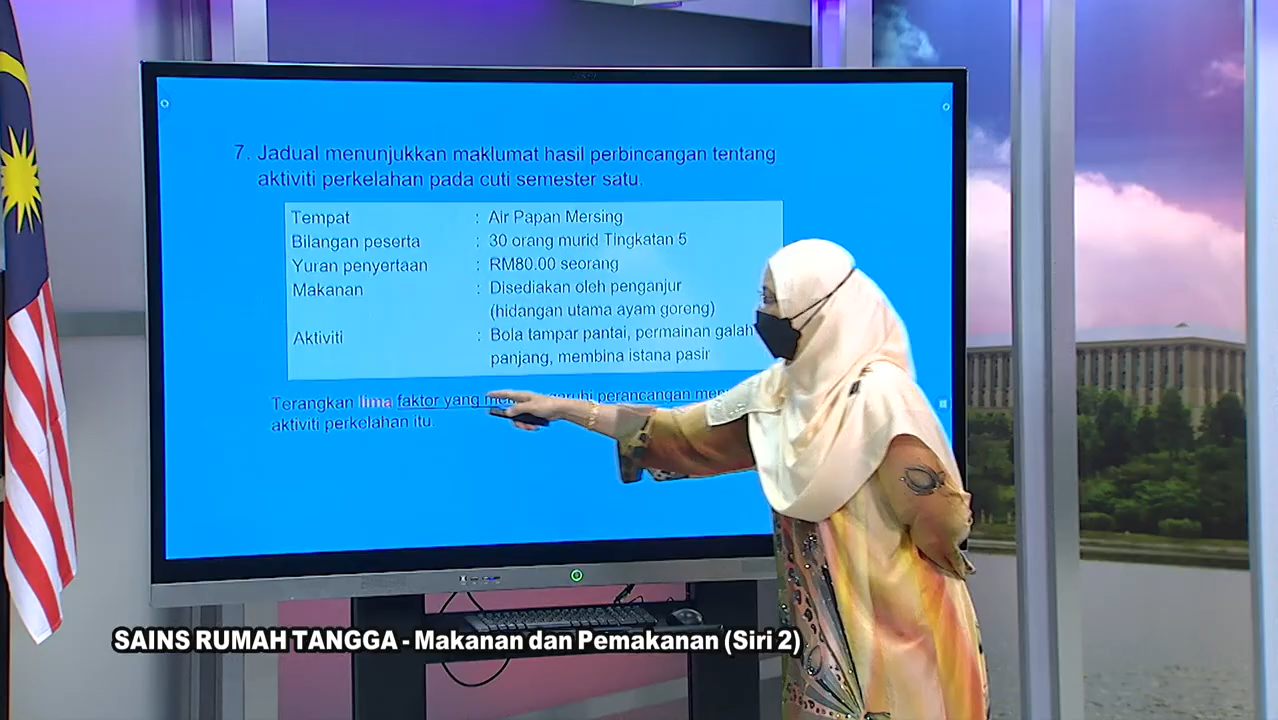 7. Jadual menunjukkan maklumat hasil perbincangan tentang
aktiviti perkelahan pada cuti semester satu.
Tempat : Air Papan Mersing
Bilangan peserta : 30 orang murid Tingkatan 5
Yuran penyertaan : RM80.00 seorang
Makanan : Disediakan oleh penganjur
(hidangan utama ayam goreng)
Aktiviti : Bola tampar pantai, permainan galah
panjang, membina istana pasir
Terangkan lima faktor yang perancangan
aktiviti perkelahan itu.
SAINS RUMAH TANGGA - Makanan dan Pemakanan (Siri 2)